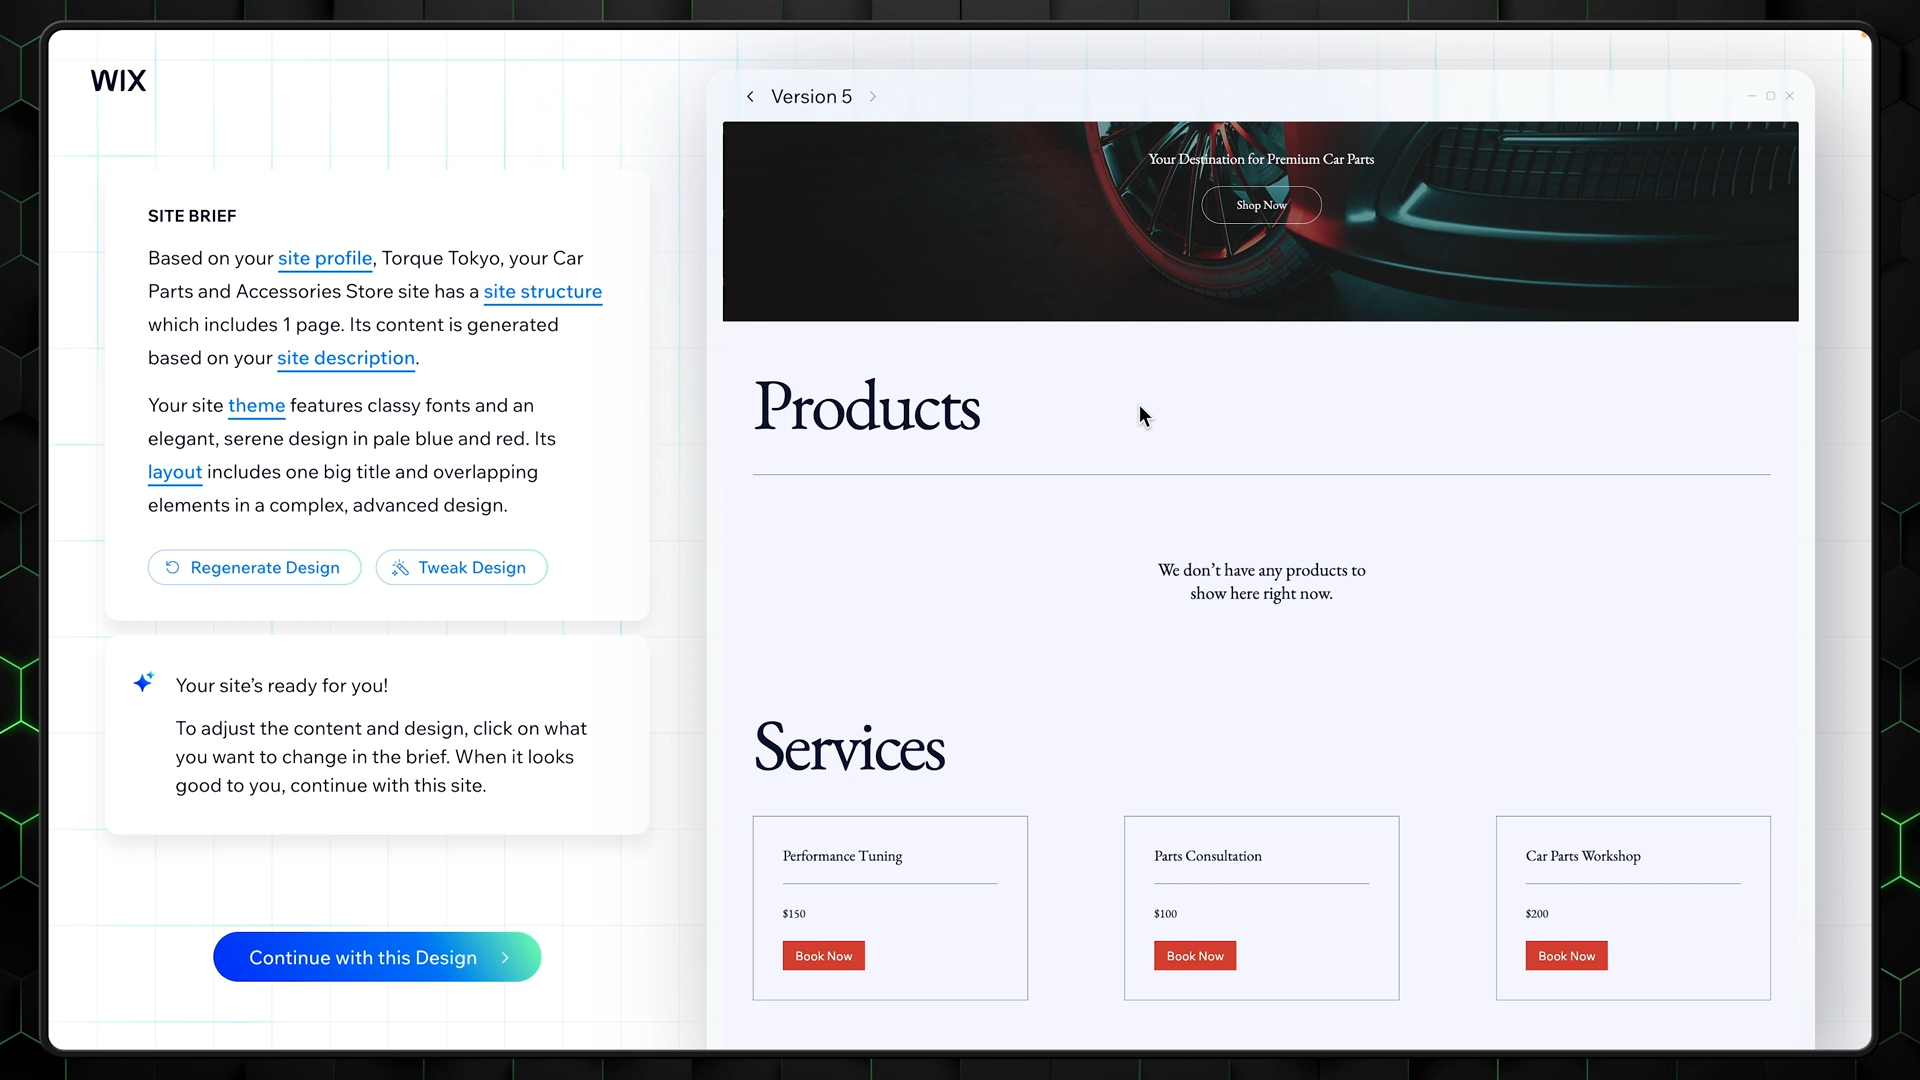 WIX
SITE BRIEF
Based on your site profile, Torque Tokyo, your Car
Parts and Accessories Store site has a site structure
which includes 1 page. Its content is generated
based on your site description.
Your site theme features classy fonts and an
elegant, serene design in pale blue and red. Its
layout includes one big title and overlapping
elements in a complex, advanced design.
Regenerate Design
Tweak Design
Your site’s ready for you!
To adjust the content and design, click on what
you want to change in the brief. When it looks
good to you, continue with this site.
Continue with this Design
Version 5
Your Destination for Premium Car Parts
Shop Now
Products
We don’t have any products to
show here right now.
Services
Performance Tuning
$150
Book Now
Parts Consultation
$100
Book Now
Car Parts Workshop
$200
Book Now